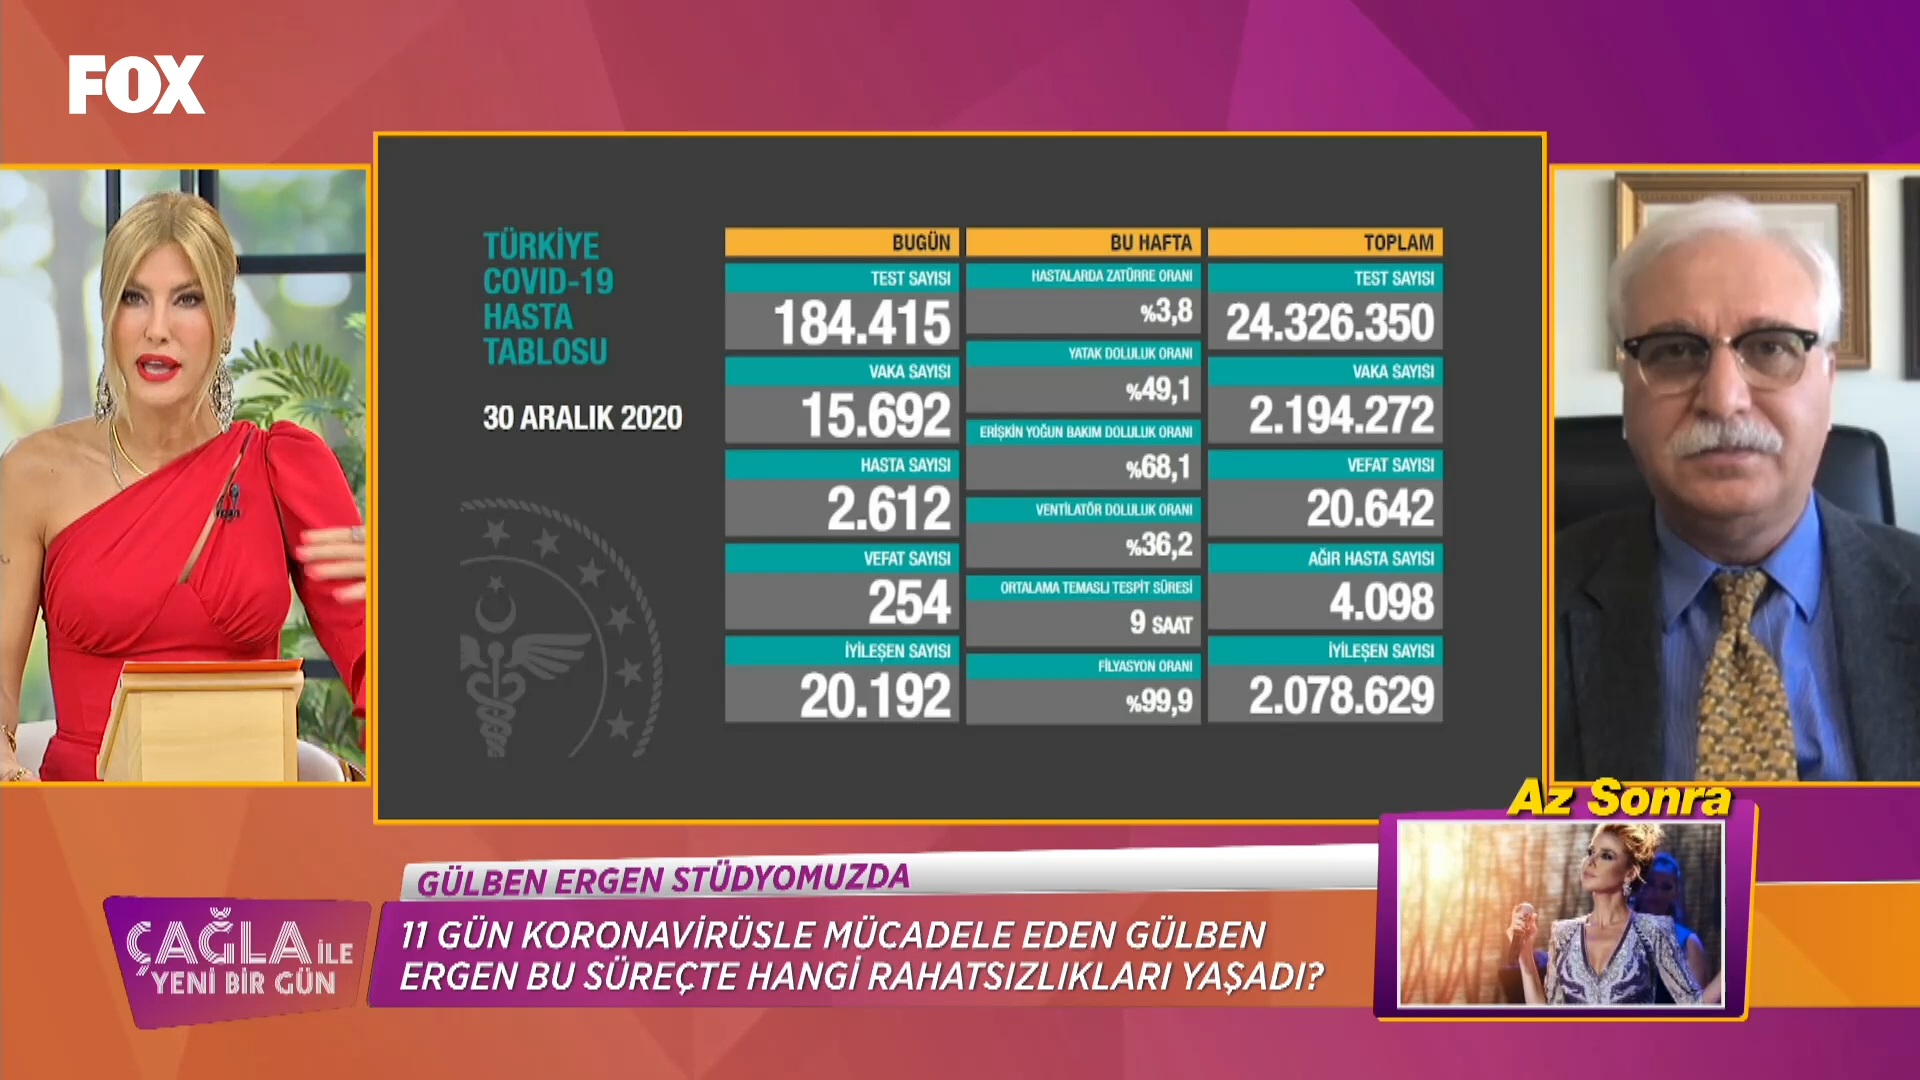 FOX
TÜRKİYE
COVID-19
HASTA
TABLOSU
30 ARALIK 2020
BUGÜN
TEST SAYISI
184.415
VAKA SAYISI
15.692
HASTA SAYISI
2.612
VEFAT SAYISI
254
İYİLEŞEN SAYISI
20.192
BU HAFTA
HASTALARDA ZATÜRRE ORANI
%3,8
YATAK DOLULUK ORANI
%49,1
ERİŞKİN YOĞUN BAKIM DOLULUK ORANI
%68,1
VENTİLATÖR DOLULUK ORANI
%36,2
ORTALAMA TEMASLI TESPİT SÜRESİ
9 SAAT
FİLYASYON ORANI
%99,9
TOPLAM
TEST SAYISI
24.326.350
VAKA SAYISI
2.194.272
VEFAT SAYISI
20.642
AĞIR HASTA SAYISI
4.098
İYİLEŞEN SAYISI
2.078.629
Az Sonra
GÜLBEN ERGEN STÜDYOMUZDA
11 GÜN KORONAVİRÜSLE MÜCADELE EDEN GÜLBEN
ERGEN BU SÜREÇTE HANGİ RAHATSIZLIKLARI YAŞADI?
ÇAĞLA İLE
YENİ BİR GÜN